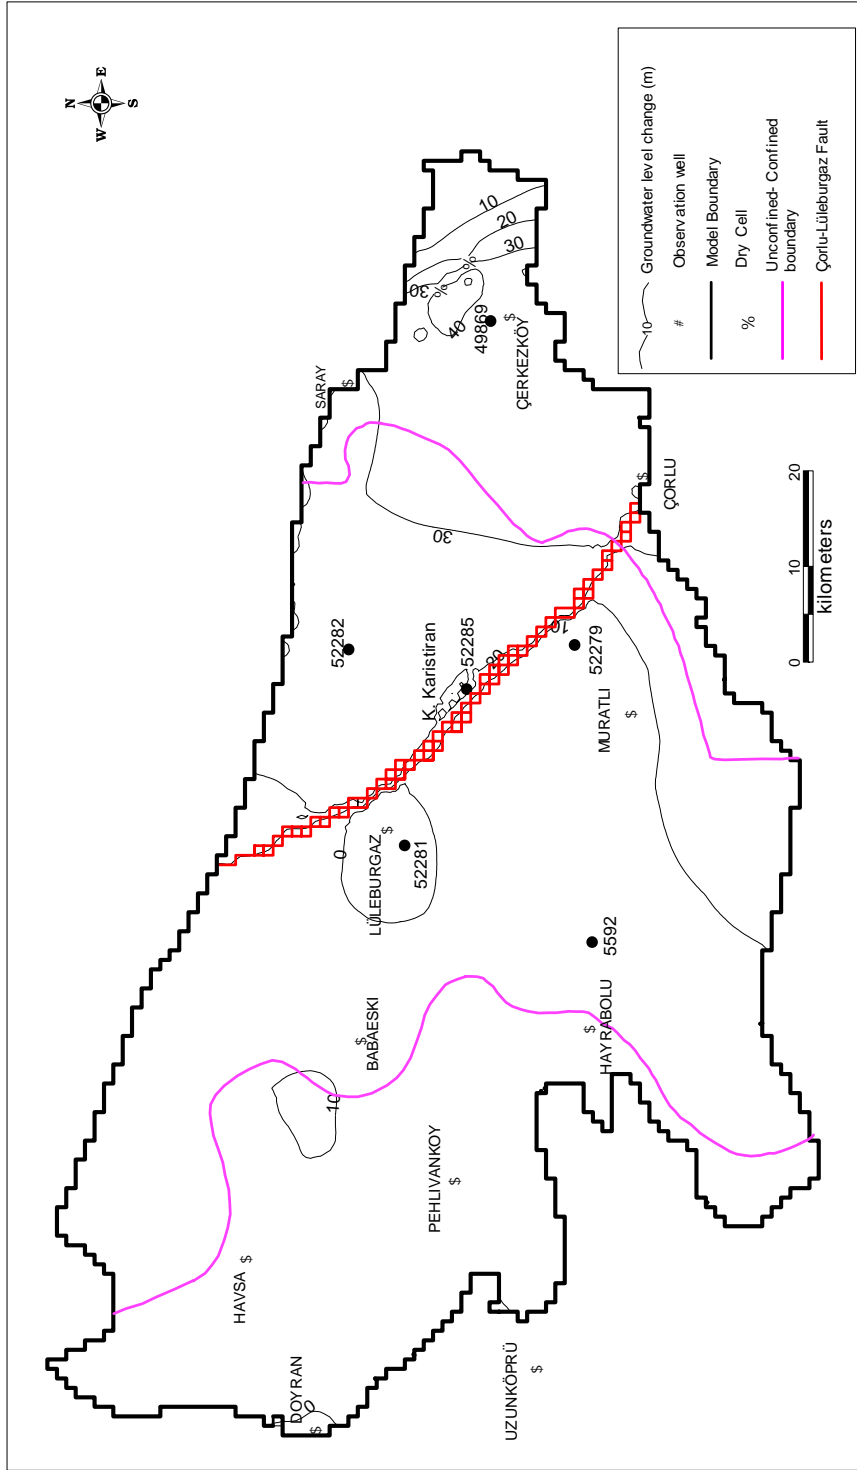 N
W
E
S
SARAY
$
ÇERKEZKÖY
$
49869
ÇORLU
$
10
20
30
30
%
%
40
30
52282
K. Karistiran
52285
20
10
52279
MURATLI
$
0
LÜLEBURGAZ
$
52281
5592
BABAESKI
$
HAYRABOLU
$
10
PEHLIVANKOY
$
HAVSA
$
DOYRAN
$
0
UZUNKÖPRÜ
$
0 10 20
kilometers
10 Groundwater level change (m)
# Observation well
Model Boundary
% Dry Cell
Unconfined- Confined
boundary
Çorlu-Lüleburgaz Fault